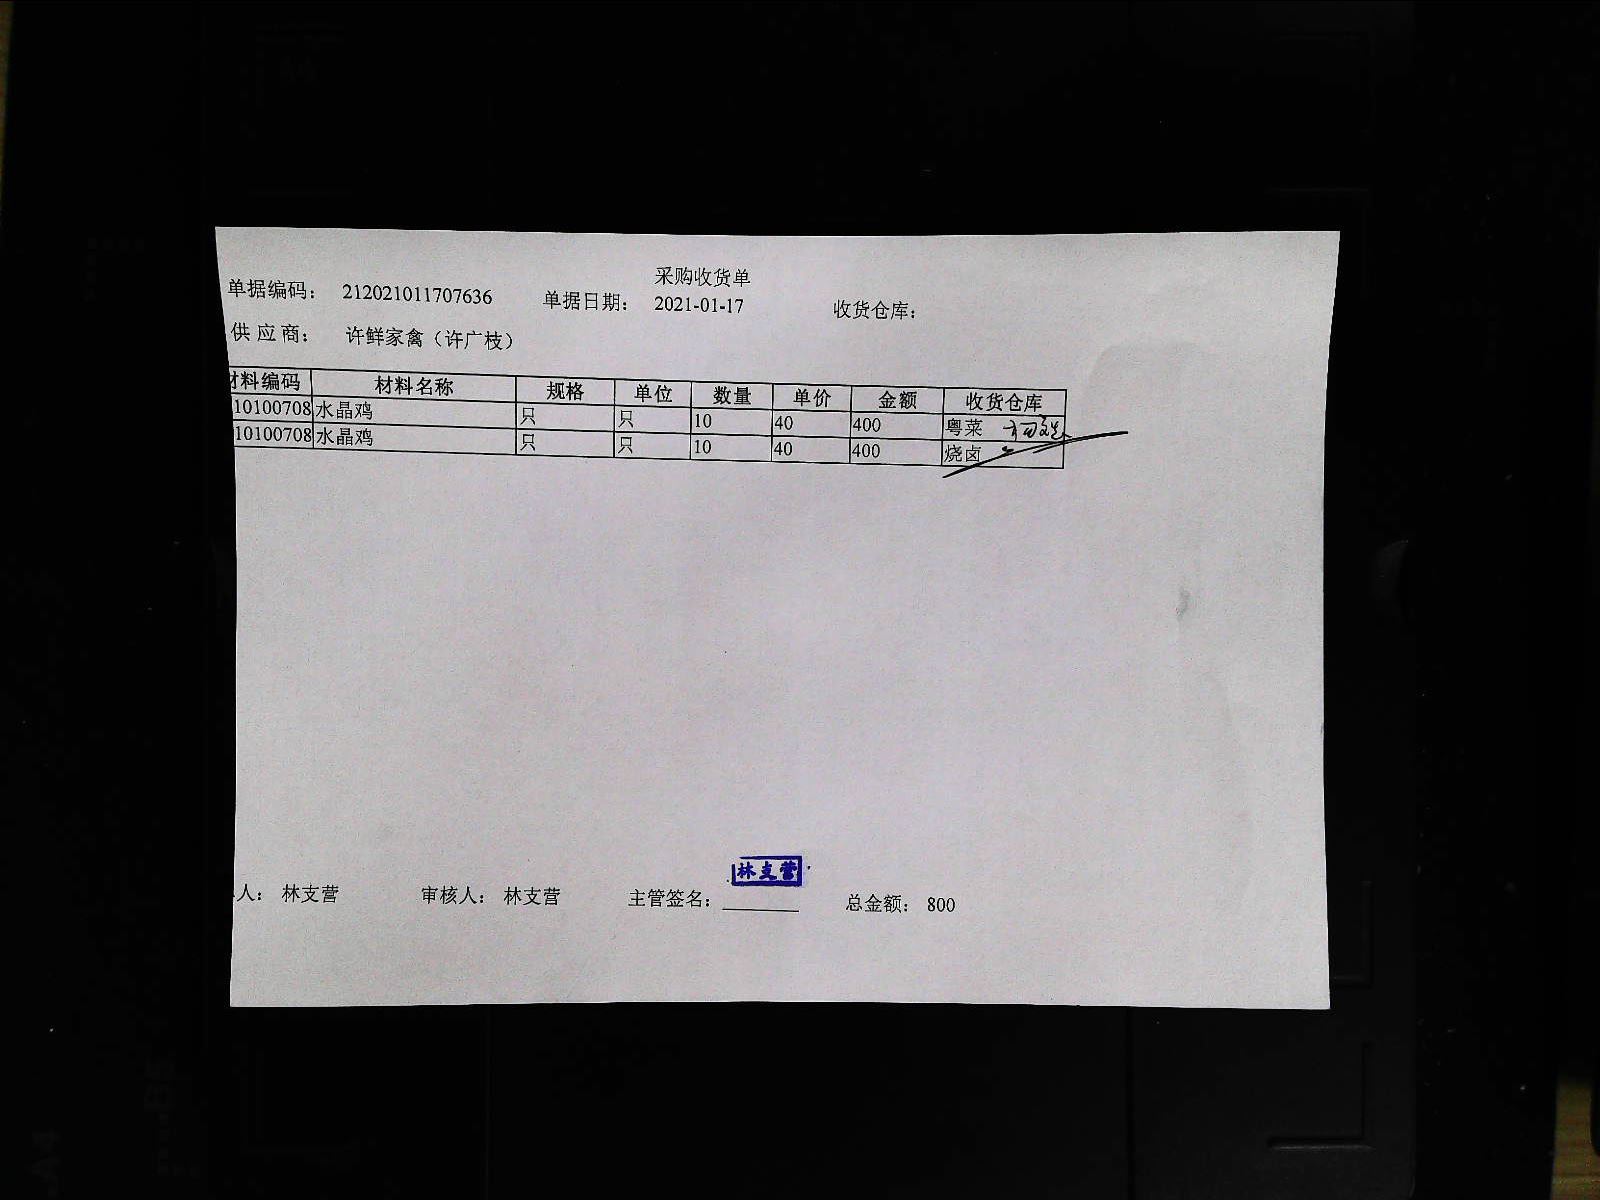 采购收货单
单据编码： 212021011707636 单据日期： 2021-01-17 收货仓库：
供应商： 许鲜家禽（许广枝）
材料编码 材料名称 规格 单位 数量 单价 金额 收货仓库
10100708 水晶鸡 只 只 10 40 400 粤菜
10100708 水晶鸡 只 只 10 40 400 烧卤
林支营
人： 林支营 审核人： 林支营 主管签名： 总金额： 800